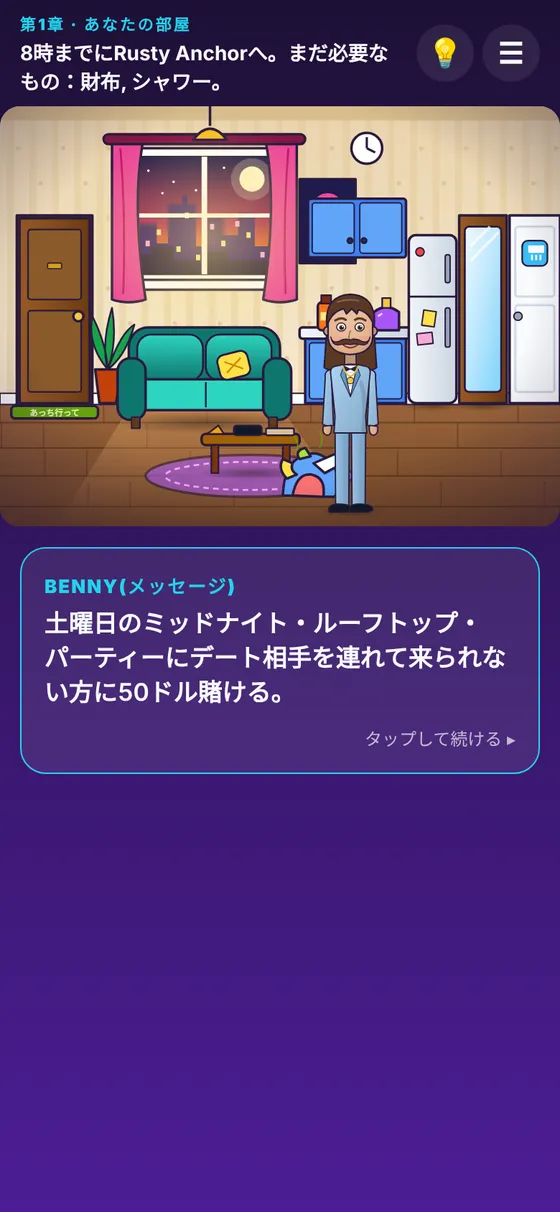 第1章 · あなたの部屋
8時までにRusty Anchorへ。まだ必要な
もの：財布, シャワー。
あっち行って
BENNY(メッセージ)
土曜日のミッドナイト・ルーフトップ・
パーティーにデート相手を連れて来られな
い方に50ドル賭ける。
タップして続ける ▸